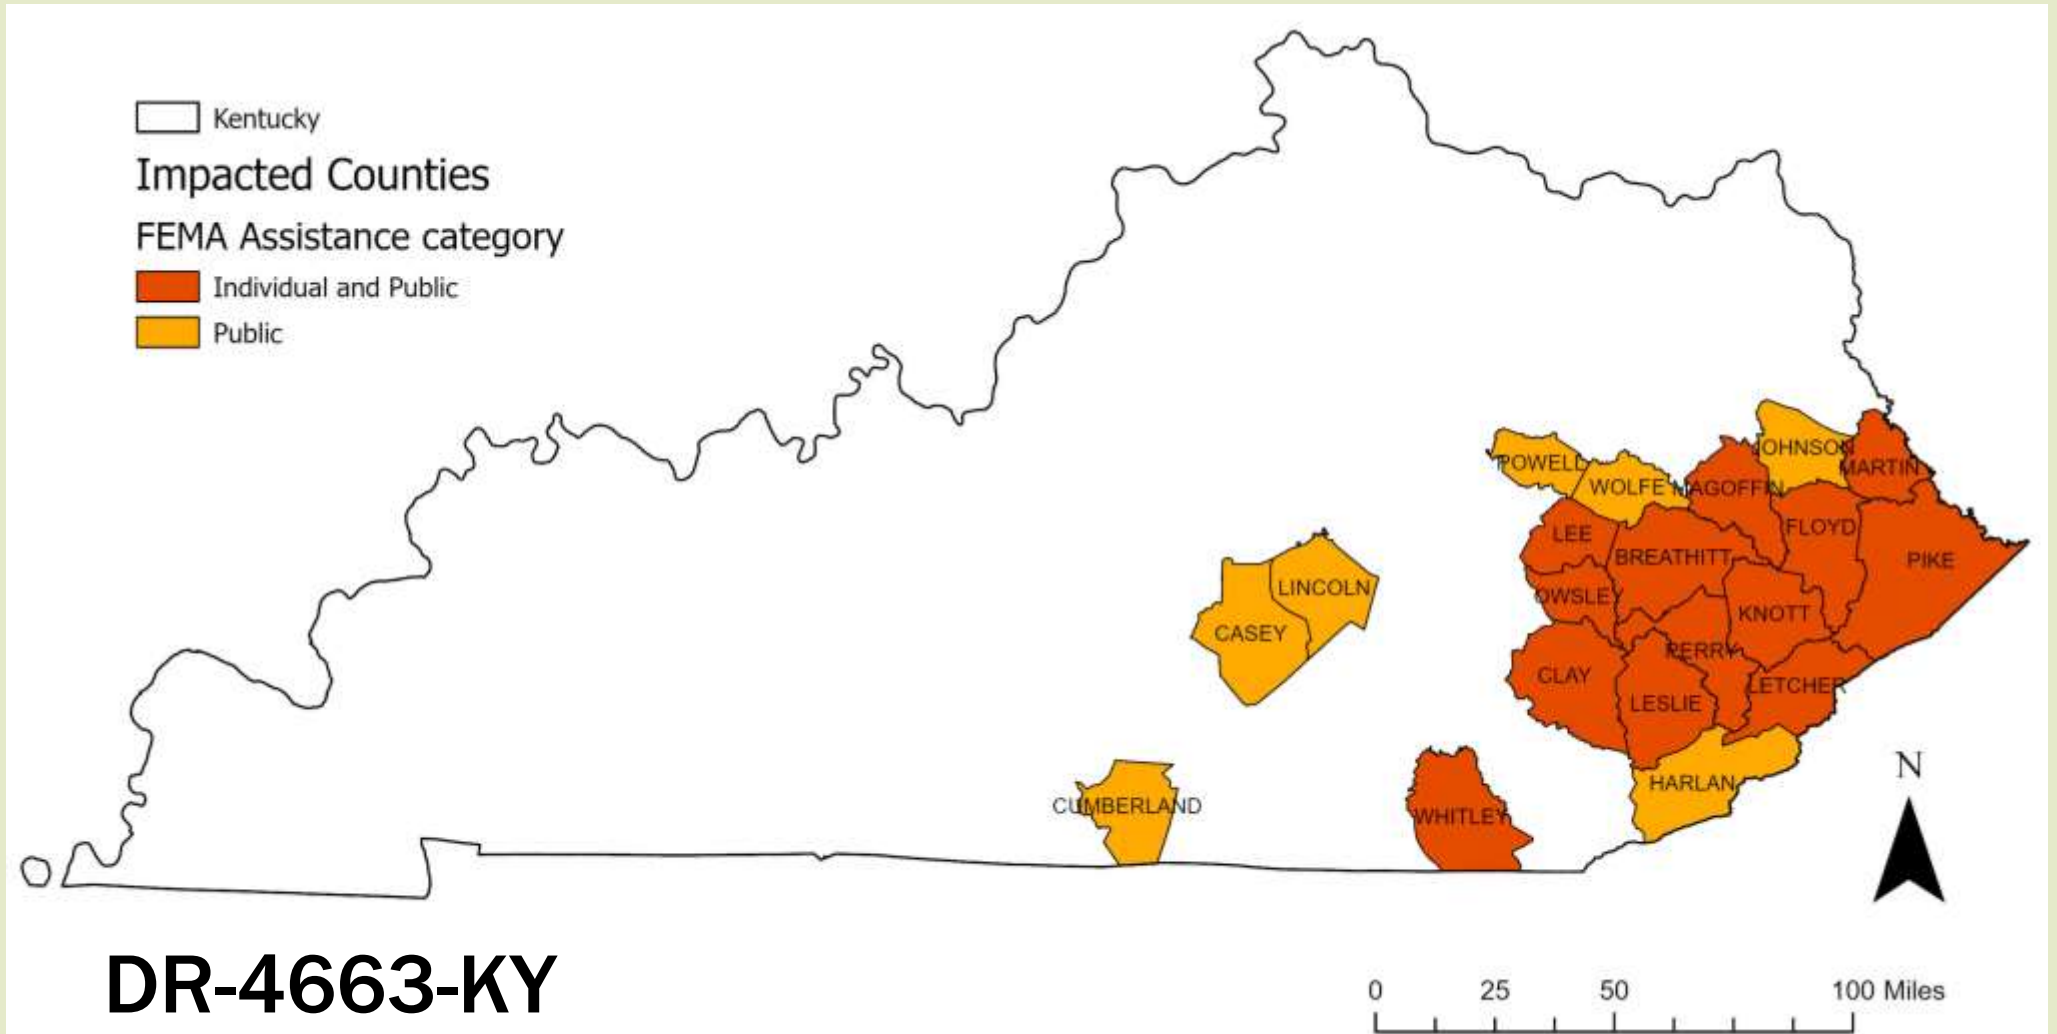 Kentucky
Impacted Counties
FEMA Assistance category
Individual and Public
Public
JOHNSON
POWELL
MARTIN
WOLFE
MAGOFFIN
FLOYD
LEE
BREATHITT
PIKE
LINCOLN
OWSLEY
KNOTT
CASEY
PERRY
CLAY
LETCHER
LESLIE
N
HARLAN
CUMBERLAND
WHITLEY
DR-4663-KY
0 25 50 100 Miles